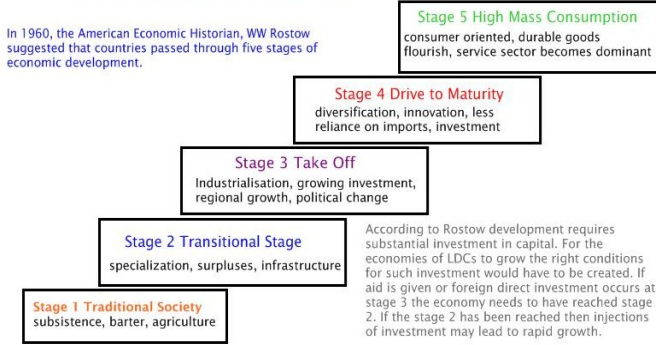 In 1960, the American Economic Historian, WW Rostow
suggested that countries passed through five stages of
economic development.
Stage 5 High Mass Consumption
consumer oriented, durable goods
flourish, service sector becomes dominant
Stage 4 Drive to Maturity
diversification, innovation, less
reliance on imports, investment
Stage 3 Take Off
Industrialisation, growing investment,
regional growth, political change
Stage 2 Transitional Stage
specialization, surpluses, infrastructure
Stage 1 Traditional Society
subsistence, barter, agriculture
According to Rostow development requires
substantial investment in capital. For the
economies of LDCs to grow the right conditions
for such investment would have to be created. If
aid is given or foreign direct investment occurs at
stage 3 the economy needs to have reached stage
2. If the stage 2 has been reached then injections
of investment may lead to rapid growth.